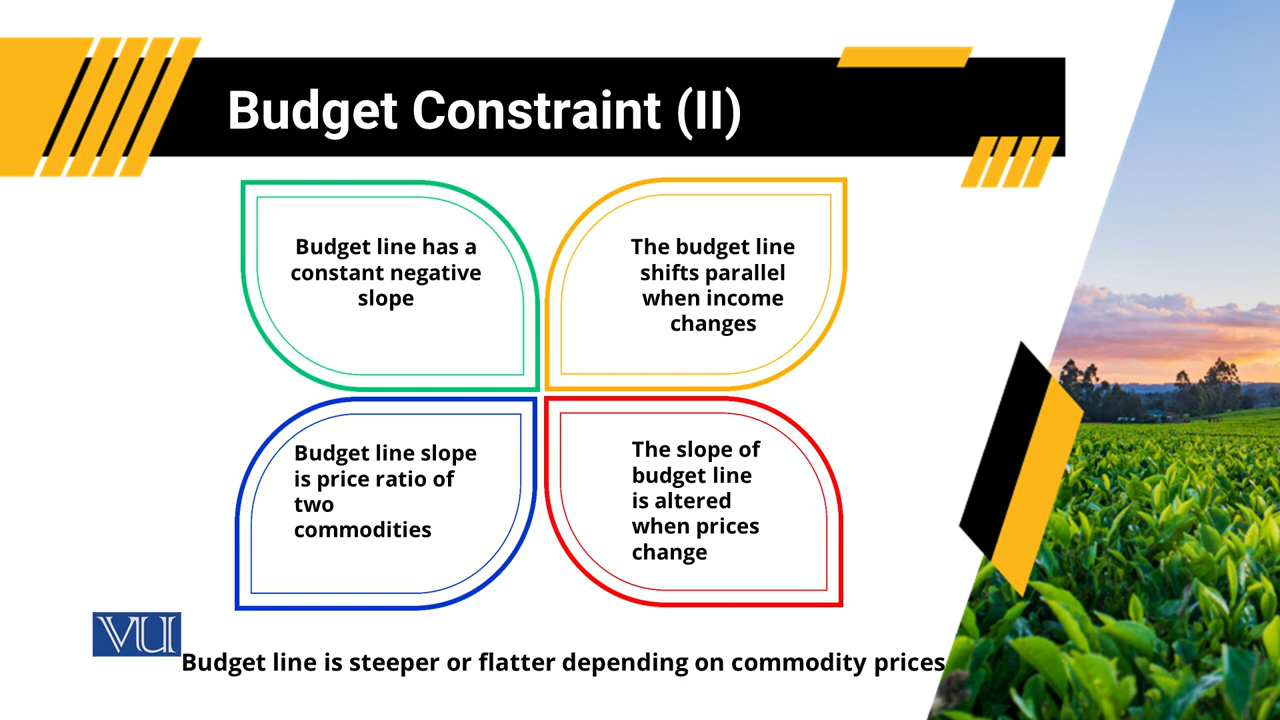 Budget Constraint (II)
Budget line has a
constant negative
slope
The budget line
shifts parallel
when income
changes
Budget line slope
is price ratio of
two
commodities
The slope of
budget line
is altered
when prices
change
VU
Budget line is steeper or flatter depending on commodity prices